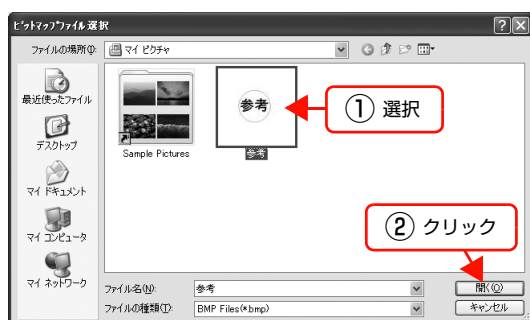 ﾋﾞｯﾄﾏｯﾌﾟﾌｧｲﾙ選択
ファイルの場所(I):
マイ ピクチャ
最近使ったファイル
デスクトップ
マイ ドキュメント
マイ コンピュータ
マイ ネットワーク
Sample Pictures
参考
参考
① 選択
② クリック
ファイル名(N):
参考
開く(O)
ファイルの種類(T):
BMP Files(*.bmp)
キャンセル